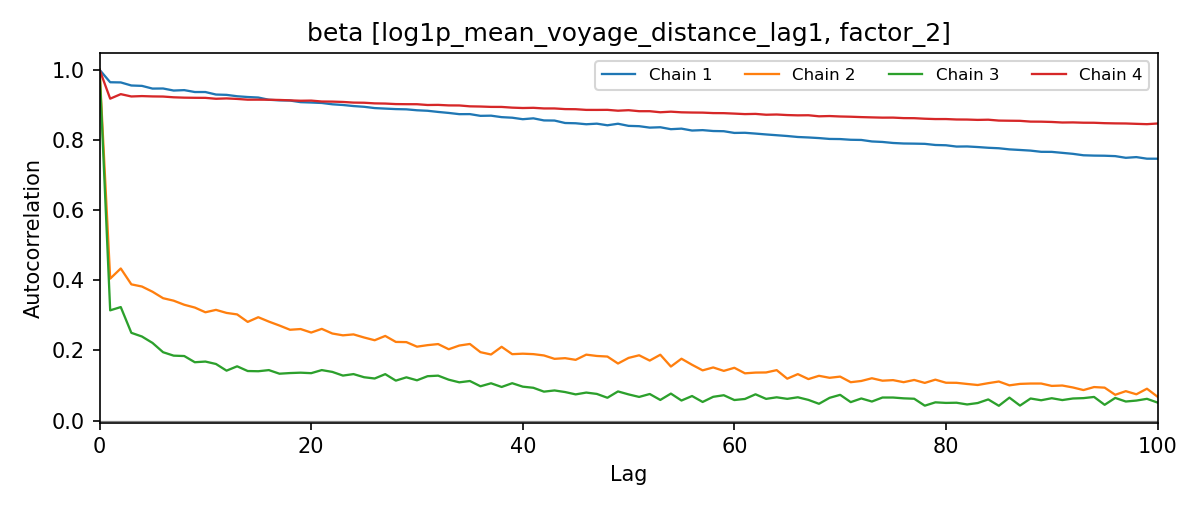 beta [log1p_mean_voyage_distance_lag1, factor_2]
Chain 1 Chain 2 Chain 3 Chain 4
Autocorrelation
1.0
0.8
0.6
0.4
0.2
0.0
0 20 40 60 80 100
Lag